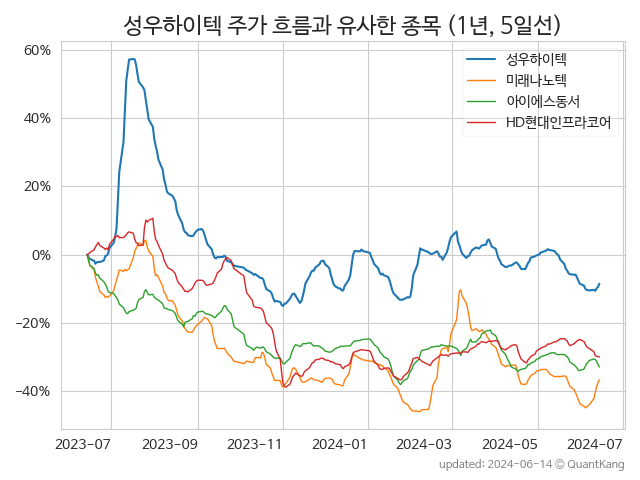 성우하이텍 주가 흐름과 유사한 종목 (1년, 5일선)
성우하이텍
미래나노텍
아이에스동서
HD현대인프라코어
60%
40%
20%
0%
−20%
−40%
2023-07 2023-09 2023-11 2024-01 2024-03 2024-05 2024-07
updated: 2024-06-14 © QuantKang